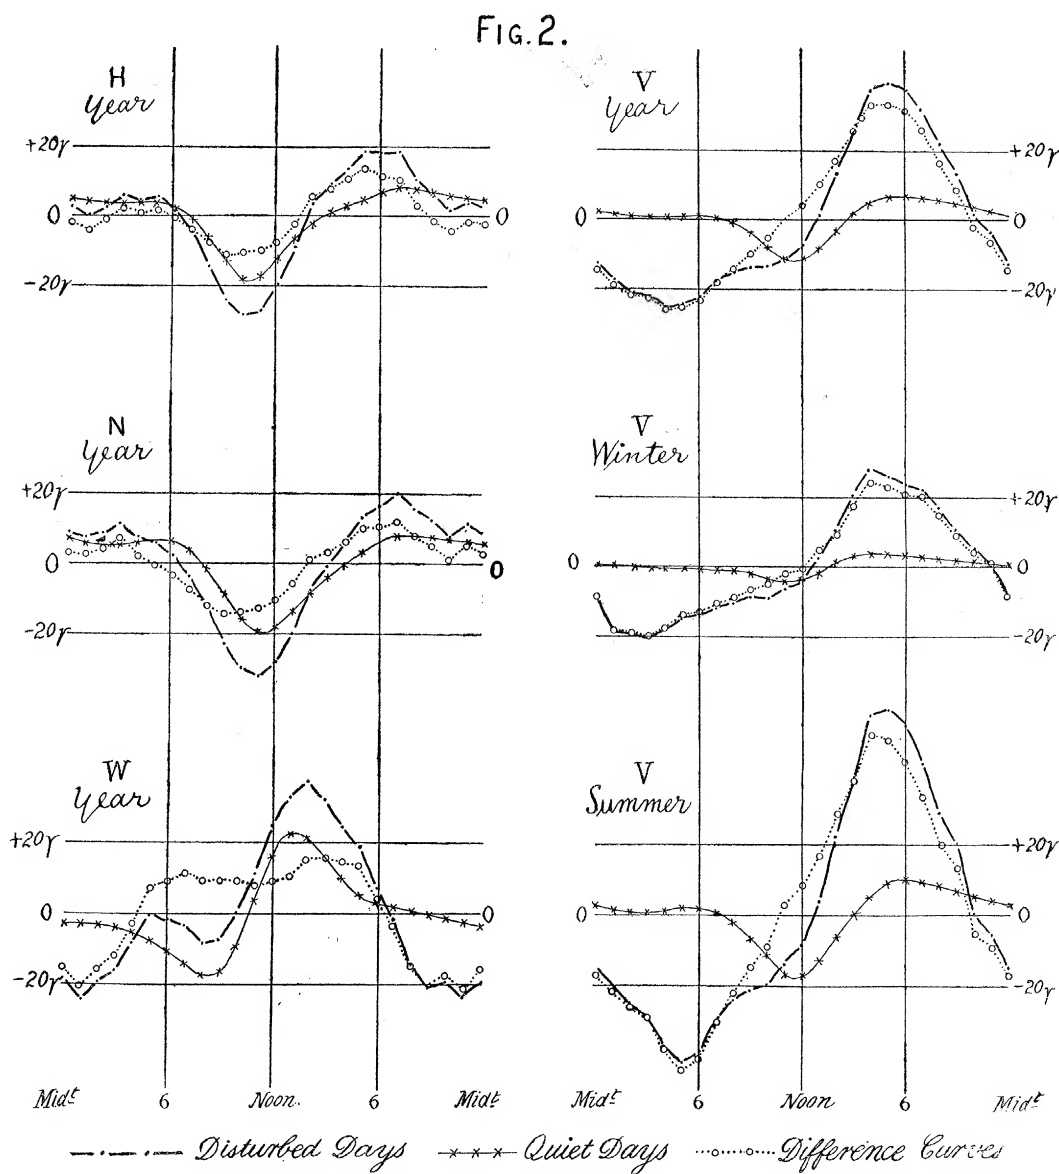 FIG. 2.
H
Year
+20γ
0
0
-20γ
N
Year
+20γ
0
0
-20γ
W
Year
+20γ
0
0
-20γ
Midt
6
Noon.
6
Midt
V
Year
+20γ
0
0
-20γ
V
Winter
+20γ
0
0
-20γ
V
Summer
+20γ
0
0
-20γ
Midt
6
Noon
6
Midt
Disturbed Days
Quiet Days
Difference Curves